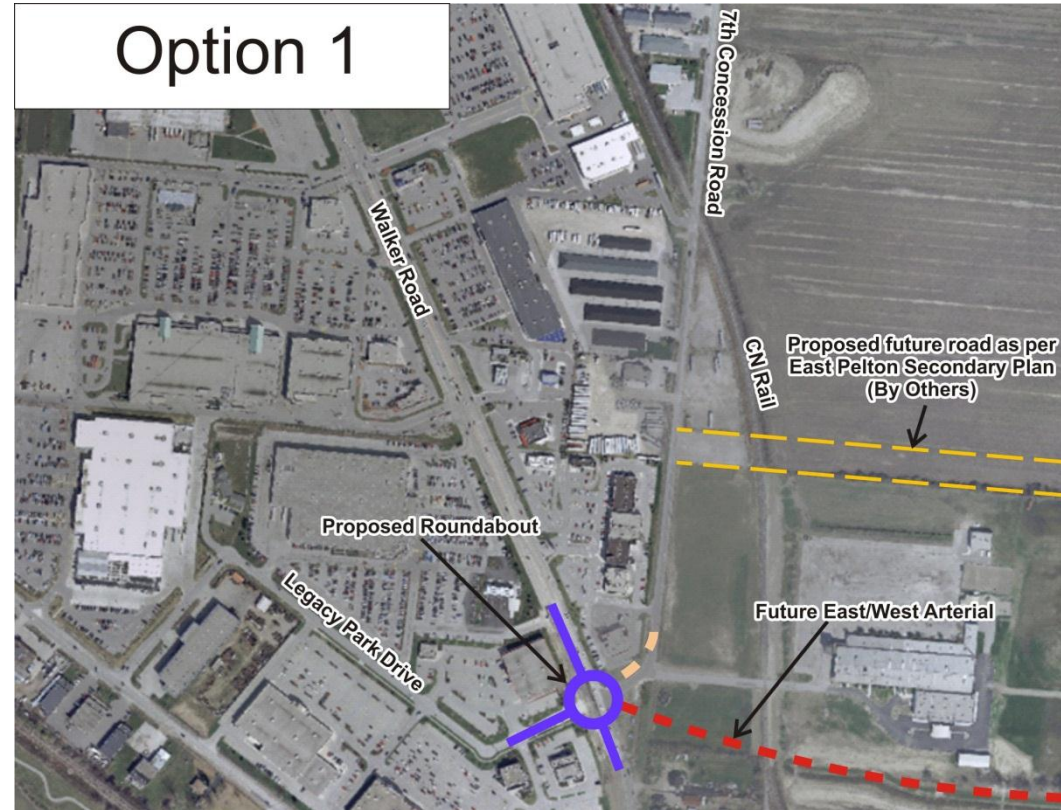 Option 1
7th Concession Road
Walker Road
CN Rail
Proposed future road as per
East Pelton Secondary Plan
(By Others)
Proposed Roundabout
Legacy Park Drive
Future East/West Arterial